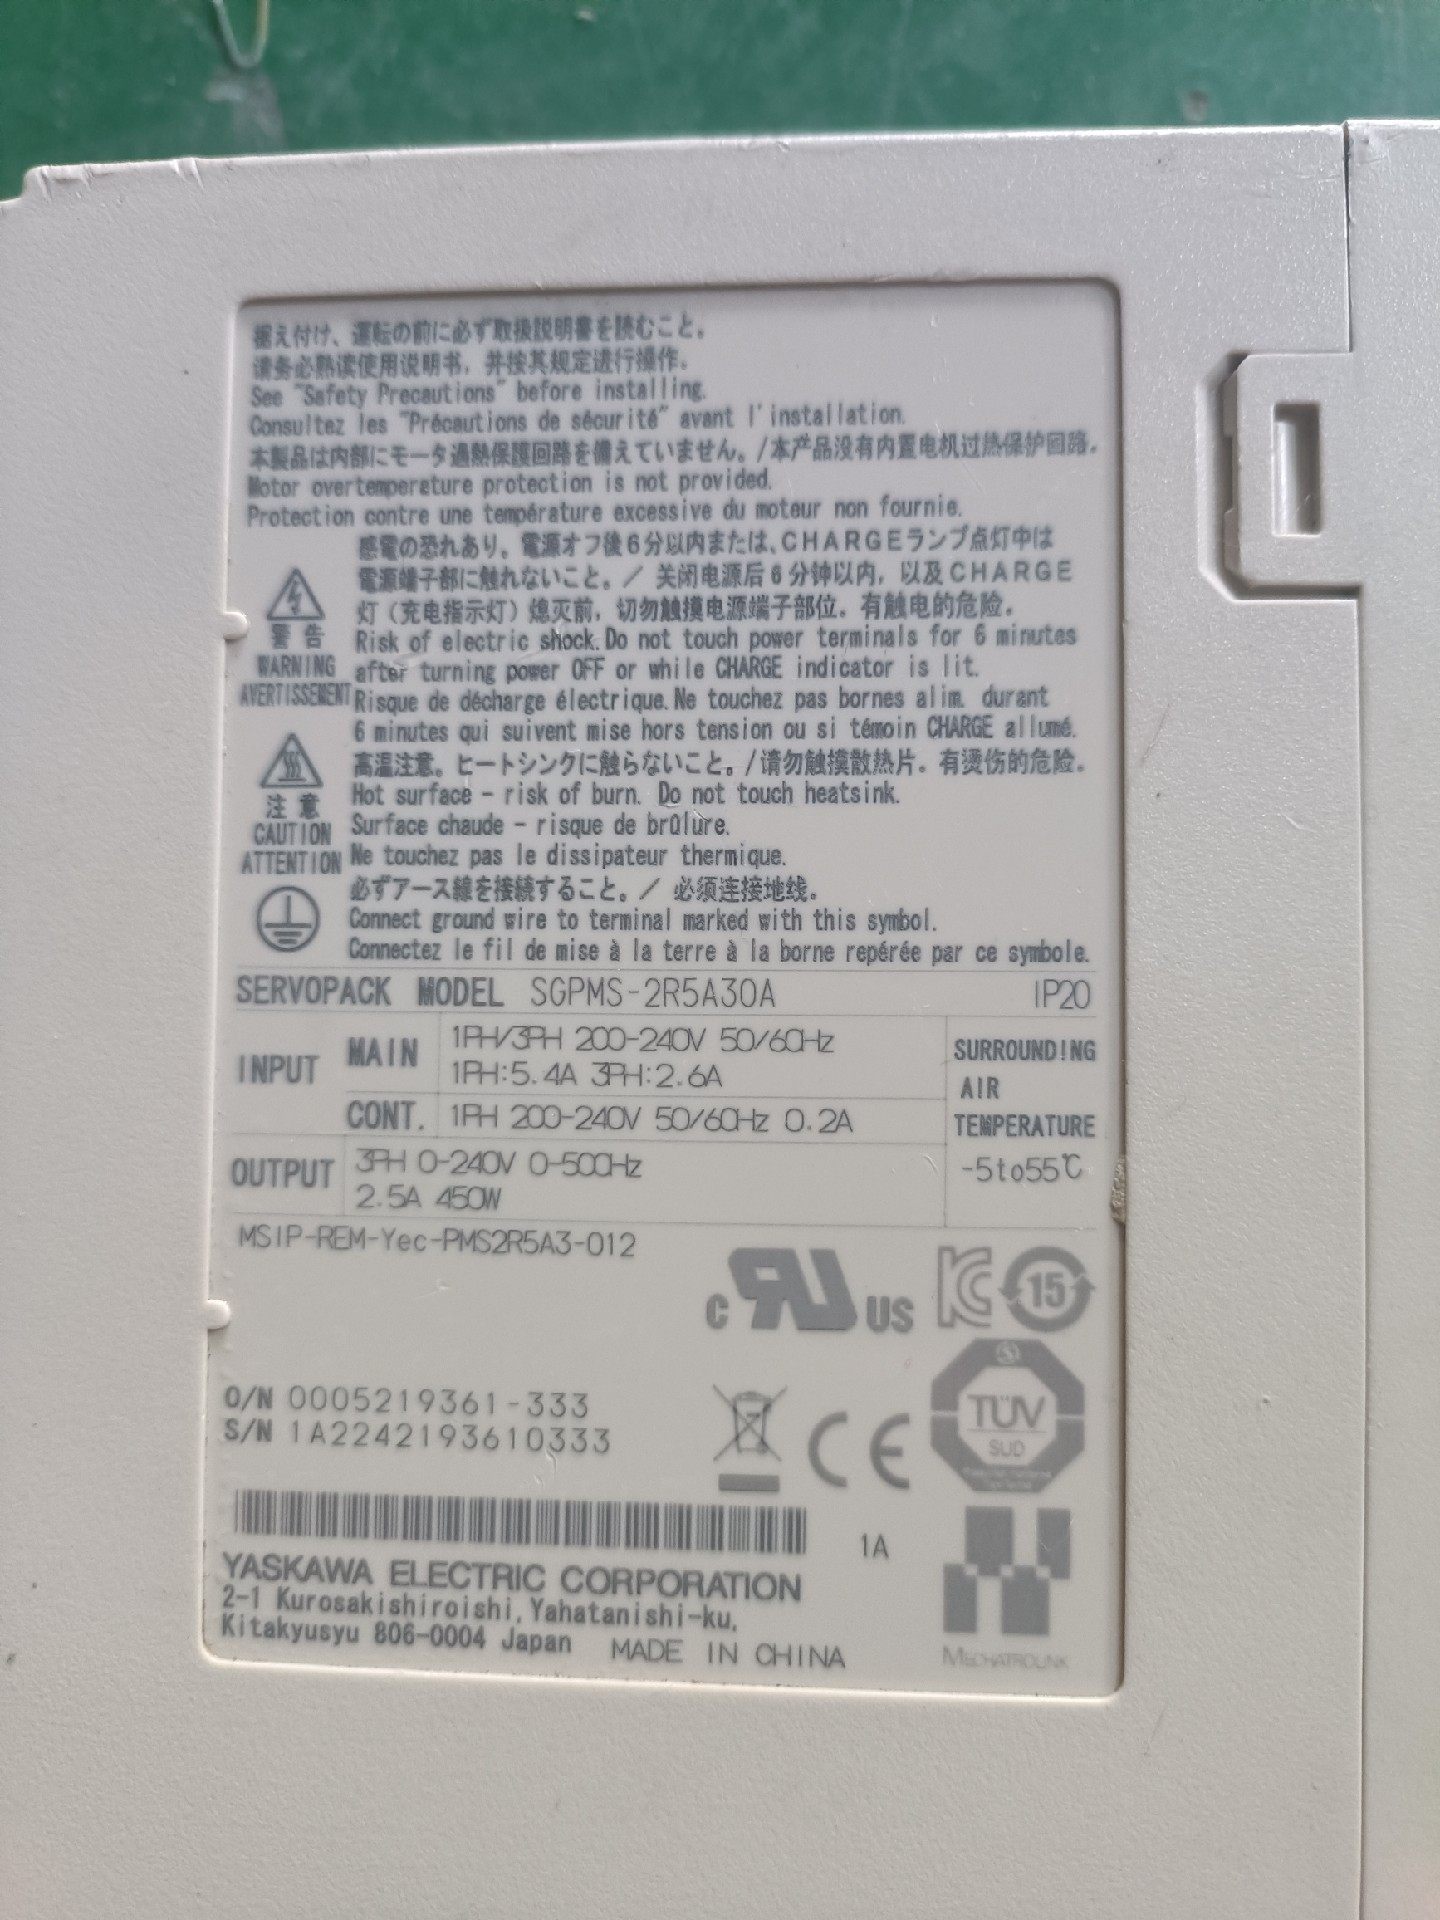 据え付け、運転の前に必ず取扱説明書を読むこと。
请务必熟读使用说明书，并按其规定进行操作。
See "Safety Precautions" before installing.
Consultez les "Précautions de sécurité" avant l'installation.
本製品は内部にモータ過熱保護回路を備えていません。/本产品没有内置电机过热保护回路.
Motor overtemperature protection is not provided.
Protection contre une température excessive du moteur non fournie.
感電の恐れあり。電源オフ後6分以内または、CHARGEランプ点灯中は
電源端子部に触れないこと。/ 关闭电源后6分钟以内，以及CHARGE
灯（充电指示灯）熄灭前，切勿触摸电源端子部位．有触电的危险．
警告
Risk of electric shock.Do not touch power terminals for 6 minutes
WARNING
after turning power OFF or while CHARGE indicator is lit.
AVERTISSEMENT
Risque de décharge électrique.Ne touchez pas bornes alim. durant
6 minutes qui suivent mise hors tension ou si témoin CHARGE allumé.
高温注意。ヒートシンクに触らないこと。/请勿触摸散热片．有烫伤的危险．
注意
Hot surface - risk of burn. Do not touch heatsink.
CAUTION
Surface chaude - risque de brûlure.
ATTENTION
Ne touchez pas le dissipateur thermique.
必ずアース線を接続すること。/ 必须连接地线．
Connect ground wire to terminal marked with this symbol.
Connectez le fil de mise à la terre à la borne repérée par ce symbole.
SERVOPACK MODEL SGPMS-2R5A30A IP20
INPUT
MAIN
1PH/3PH 200-240V 50/60Hz
1PH:5.4A 3PH:2.6A
CONT.
1PH 200-240V 50/60Hz 0.2A
OUTPUT
3PH 0-240V 0-500Hz
2.5A 450W
SURROUNDING
AIR
TEMPERATURE
-5to55℃
MSIP-REM-Yec-PMS2R5A3-012
C RU US
KC
15
TÜV
SUD
O/N 0005219361-333
S/N 1A2242193610333
CE
1A
YASKAWA ELECTRIC CORPORATION
2-1 Kurosakishiroishi,Yahatanishi-ku,
Kitakyusyu 806-0004 Japan MADE IN CHINA
MECHATROLINK